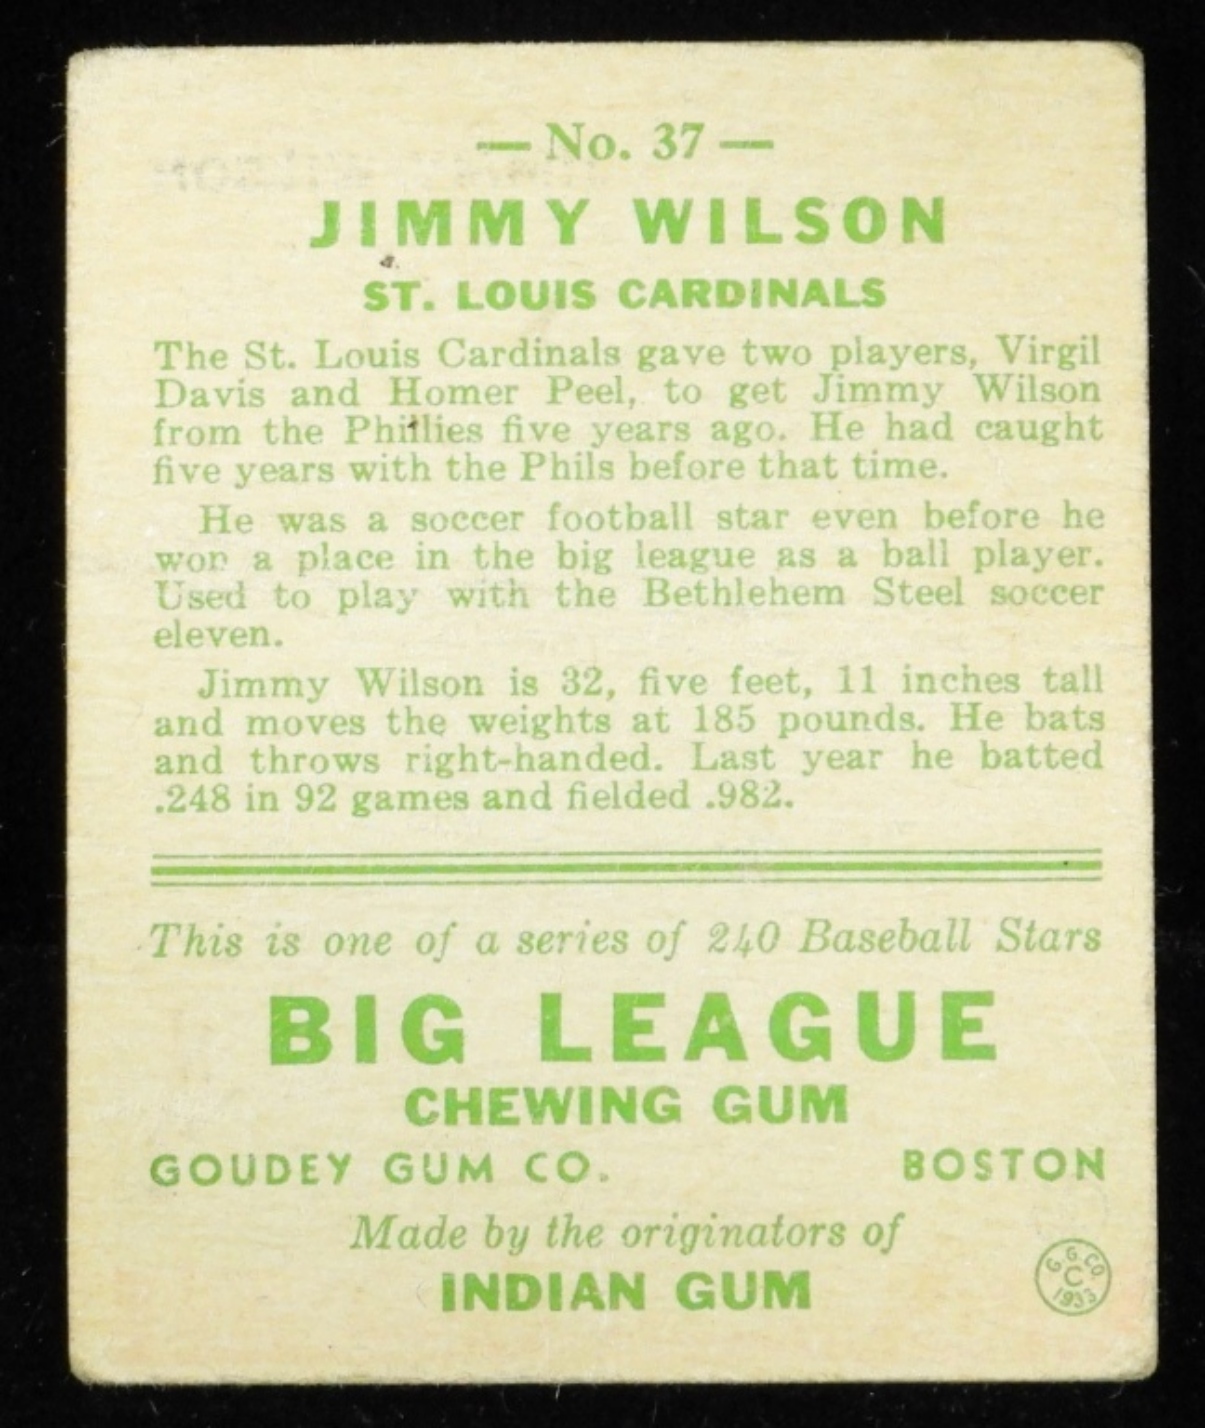 — No. 37 —
JIMMY WILSON
ST. LOUIS CARDINALS
The St. Louis Cardinals gave two players, Virgil
Davis and Homer Peel, to get Jimmy Wilson
from the Phillies five years ago. He had caught
five years with the Phils before that time.
He was a soccer football star even before he
won a place in the big league as a ball player.
Used to play with the Bethlehem Steel soccer
eleven.
Jimmy Wilson is 32, five feet, 11 inches tall
and moves the weights at 185 pounds. He bats
and throws right-handed. Last year he batted
.248 in 92 games and fielded .982.
This is one of a series of 240 Baseball Stars
BIG LEAGUE
CHEWING GUM
GOUDEY GUM CO. BOSTON
Made by the originators of
INDIAN GUM
G. G. CO.
C
1933